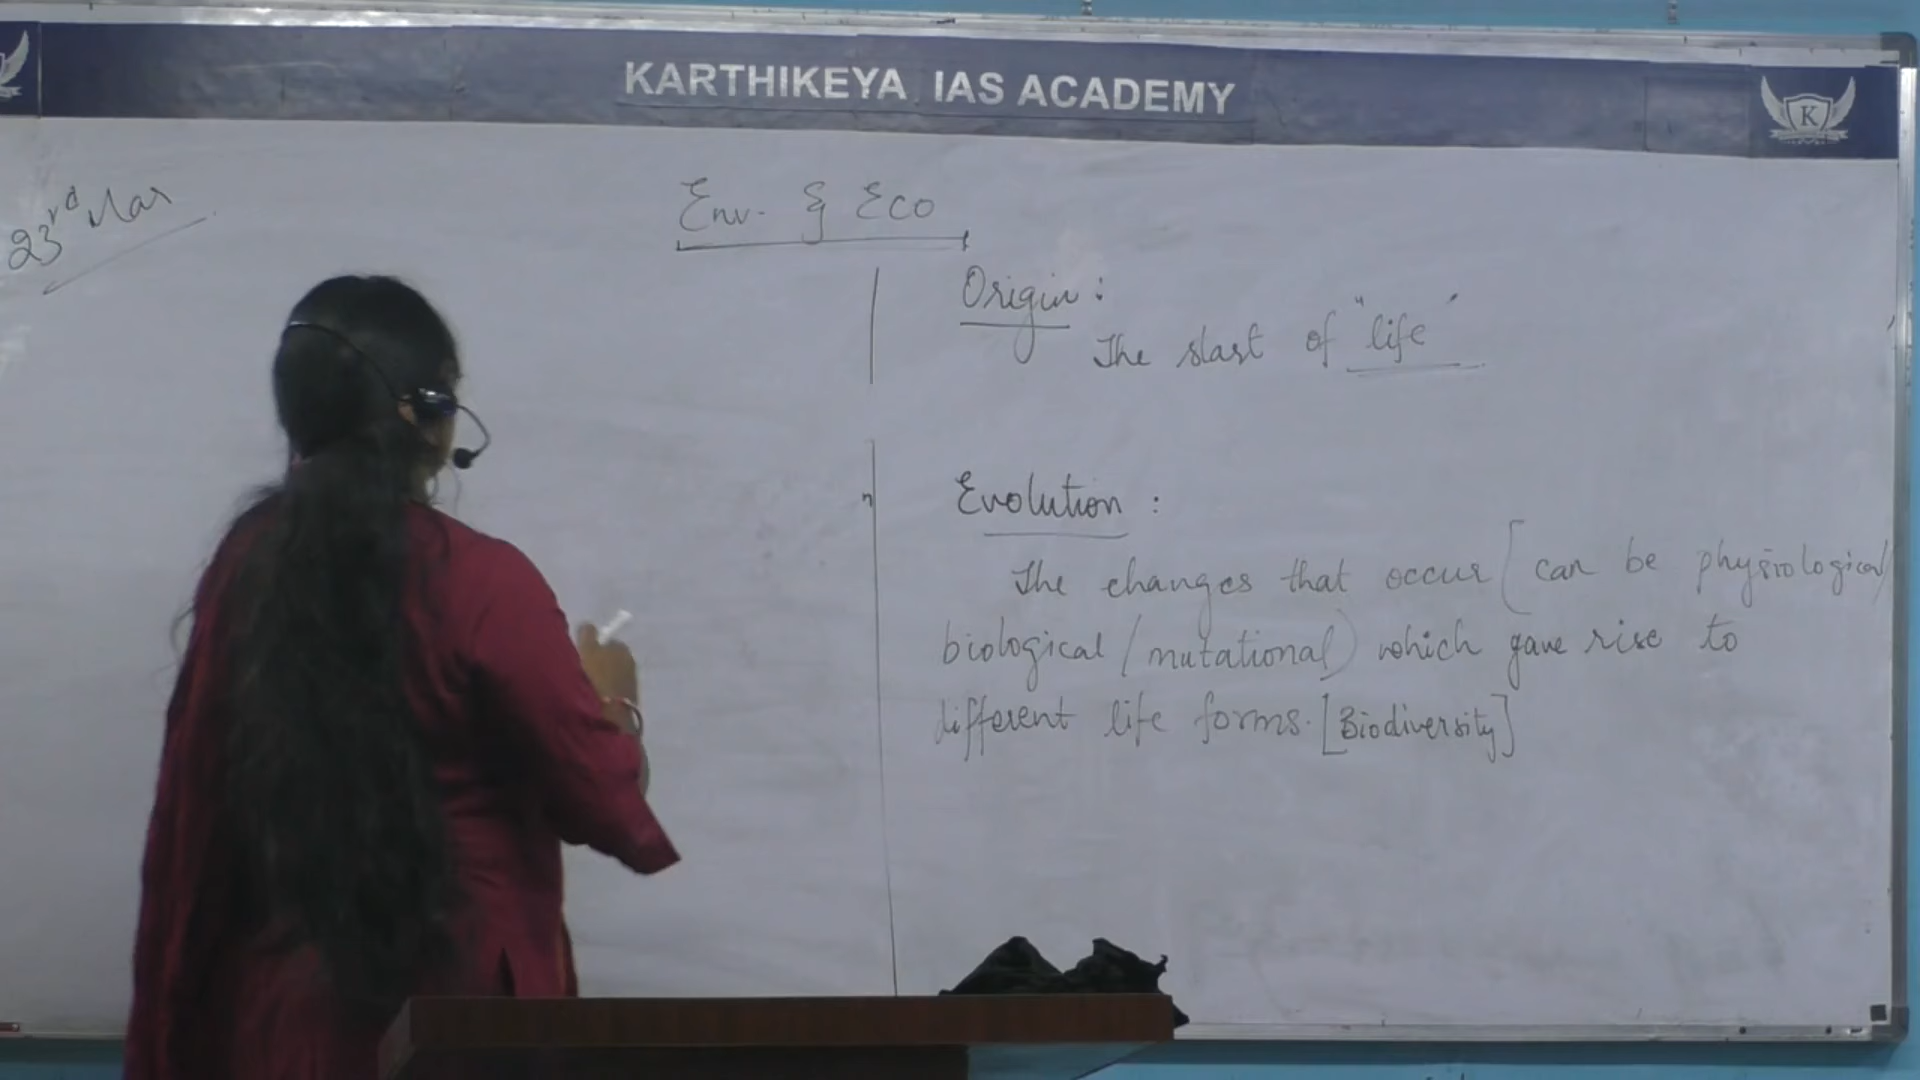 KARTHIKEYA IAS ACADEMY
K
23rd Mar
Env. & Eco
Origin :
The start of "life"
Evolution :
The changes that occur [can be physiological/
biological/mutational) which gave rise to
different life forms. [Biodiversity]